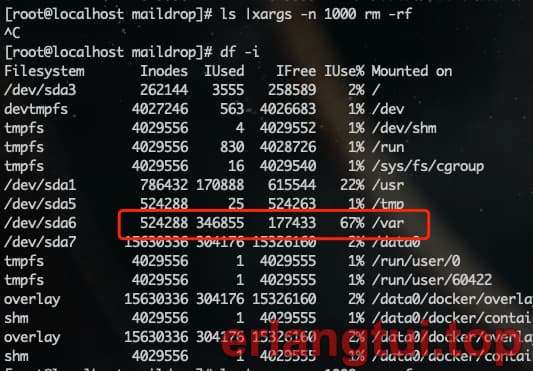 [root@localhost maildrop]# ls |xargs -n 1000 rm -rf
^C
[root@localhost maildrop]# df -i
Filesystem Inodes IUsed IFree IUse% Mounted on
/dev/sda3 262144 3555 258589 2% /
devtmpfs 4027246 563 4026683 1% /dev
tmpfs 4029556 4 4029552 1% /dev/shm
tmpfs 4029556 830 4028726 1% /run
tmpfs 4029556 16 4029540 1% /sys/fs/cgroup
/dev/sda1 786432 170888 615544 22% /usr
/dev/sda5 524288 25 524263 1% /tmp
/dev/sda6 524288 346855 177433 67% /var
/dev/sda7 15630336 304176 15326160 2% /data0
tmpfs 4029556 1 4029555 1% /run/user/0
tmpfs 4029556 1 4029555 1% /run/user/60422
overlay 15630336 304176 15326160 2% /data0/docker/overla
shm 4029556 1 4029555 1% /data0/docker/contai
overlay 15630336 304176 15326160 2% /data0/docker/overla
shm 4029556 1 4029555 1% /data0/docker/contai
erlangtui.top